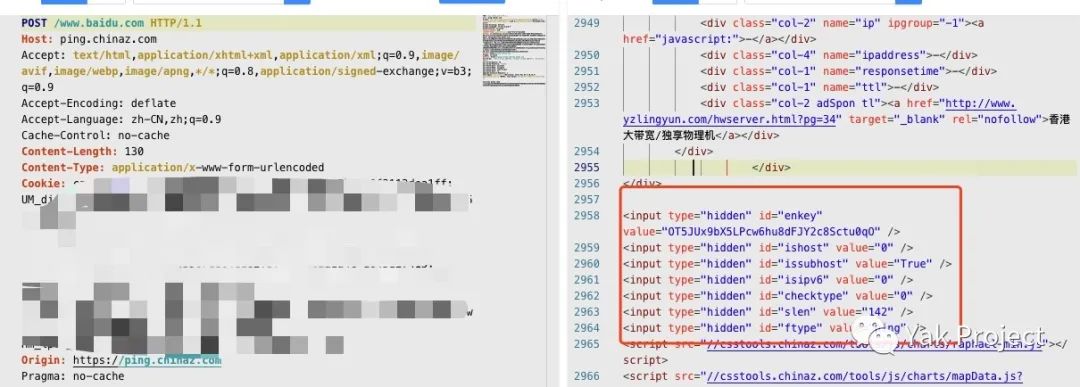 POST /www.baidu.com HTTP/1.1
Host: ping.chinaz.com
Accept: text/html,application/xhtml+xml,application/xml;q=0.9,image/
avif,image/webp,image/apng,*/*;q=0.8,application/signed-exchange;v=b3;
q=0.9
Accept-Encoding: deflate
Accept-Language: zh-CN,zh;q=0.9
Cache-Control: no-cache
Content-Length: 130
Content-Type: application/x-www-form-urlencoded
Cookie:
Origin: https://ping.chinaz.com
Pragma: no-cache
2949 <div class="col-2" name="ip" ipgroup="-1"><a
href="javascript:">-</a></div>
2950 <div class="col-4" name="ipaddress">-</div>
2951 <div class="col-1" name="responsetime">-</div>
2952 <div class="col-1" name="ttl">-</div>
2953 <div class="col-2 adSpon tl"><a href="http://www.
yzlingyun.com/hwserver.html?pg=34" target="_blank" rel="nofollow">香港
大带宽/独享物理机</a></div>
2954 </div>
2955 </div>
2956 </div>
2957
2958 <input type="hidden" id="enkey"
value="OT5JUx9bX5LPcw6hu8dFJY2c8Sctu0qO" />
2959 <input type="hidden" id="ishost" value="0" />
2960 <input type="hidden" id="issubhost" value="True" />
2961 <input type="hidden" id="isipv6" value="0" />
2962 <input type="hidden" id="checktype" value="0" />
2963 <input type="hidden" id="slen" value="142" />
2964 <input type="hidden" id="ftype"
Yak Project
2965 <script src="//csstools.chinaz.com/tools/js/charts/raphael-min.js"></
script>
2966 <script src="//csstools.chinaz.com/tools/js/charts/mapData.js?